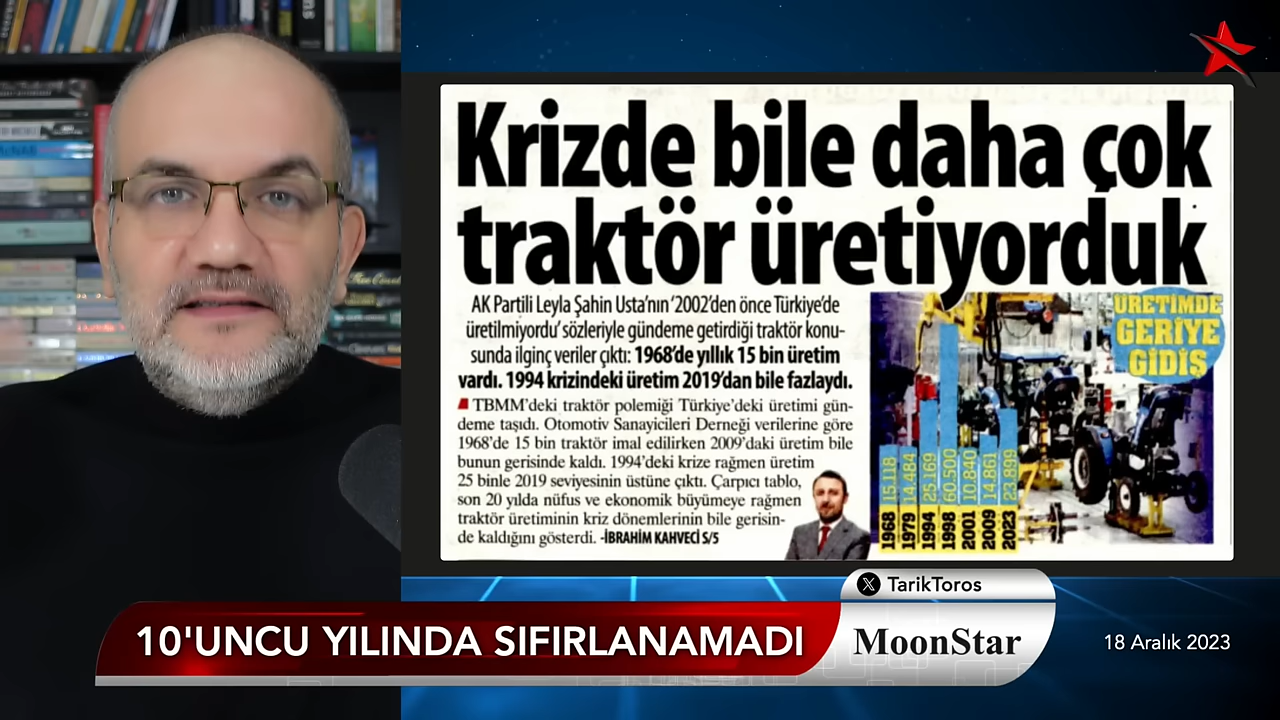 Krizde bile daha çok
traktör üretiyorduk
AK Partili Leyla Şahin Usta'nın '2002'den önce Türkiye'de
üretilmiyordu' sözleriyle gündeme getirdiği traktör konu-
sunda ilginç veriler çıktı: 1968'de yıllık 15 bin üretim
vardı. 1994 krizindeki üretim 2019'dan bile fazlaydı.
TBMM'deki traktör polemiği Türkiye'deki üretimi gün-
deme taşıdı. Otomotiv Sanayicileri Derneği verilerine göre
1968'de 15 bin traktör imal edilirken 2009'daki üretim bile
bunun gerisinde kaldı. 1994'deki krize rağmen üretim
25 binle 2019 seviyesinin üstüne çıktı. Çarpıcı tablo,
son 20 yılda nüfus ve ekonomik büyümeye rağmen
traktör üretiminin kriz dönemlerinin bile gerisin-
de kaldığını gösterdi. -İBRAHİM KAHVECİ S/5
ÜRETİMDE
GERİYE
GİDİŞ
1968 15.118
1979 14.484
1994 25.169
1998 60.500
2001 10.840
2009 14.861
2023 23.899
X TarikToros
10'UNCU YILINDA SIFIRLANAMADI
MoonStar
18 Aralık 2023